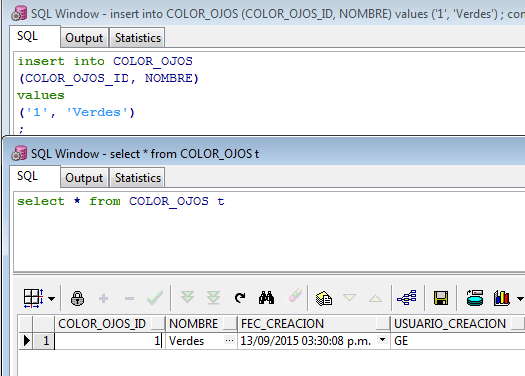 SQL Window - insert into COLOR_OJOS (COLOR_OJOS_ID, NOMBRE) values ('1', 'Verdes') ; con
SQL Output Statistics
insert into COLOR_OJOS
(COLOR_OJOS_ID, NOMBRE)
values
('1', 'Verdes')
;
SQL Window - select * from COLOR_OJOS t
SQL Output Statistics
select * from COLOR_OJOS t
COLOR_OJOS_ID NOMBRE FEC_CREACION USUARIO_CREACION
1 1 Verdes ... 13/09/2015 03:30:08 p.m. GE